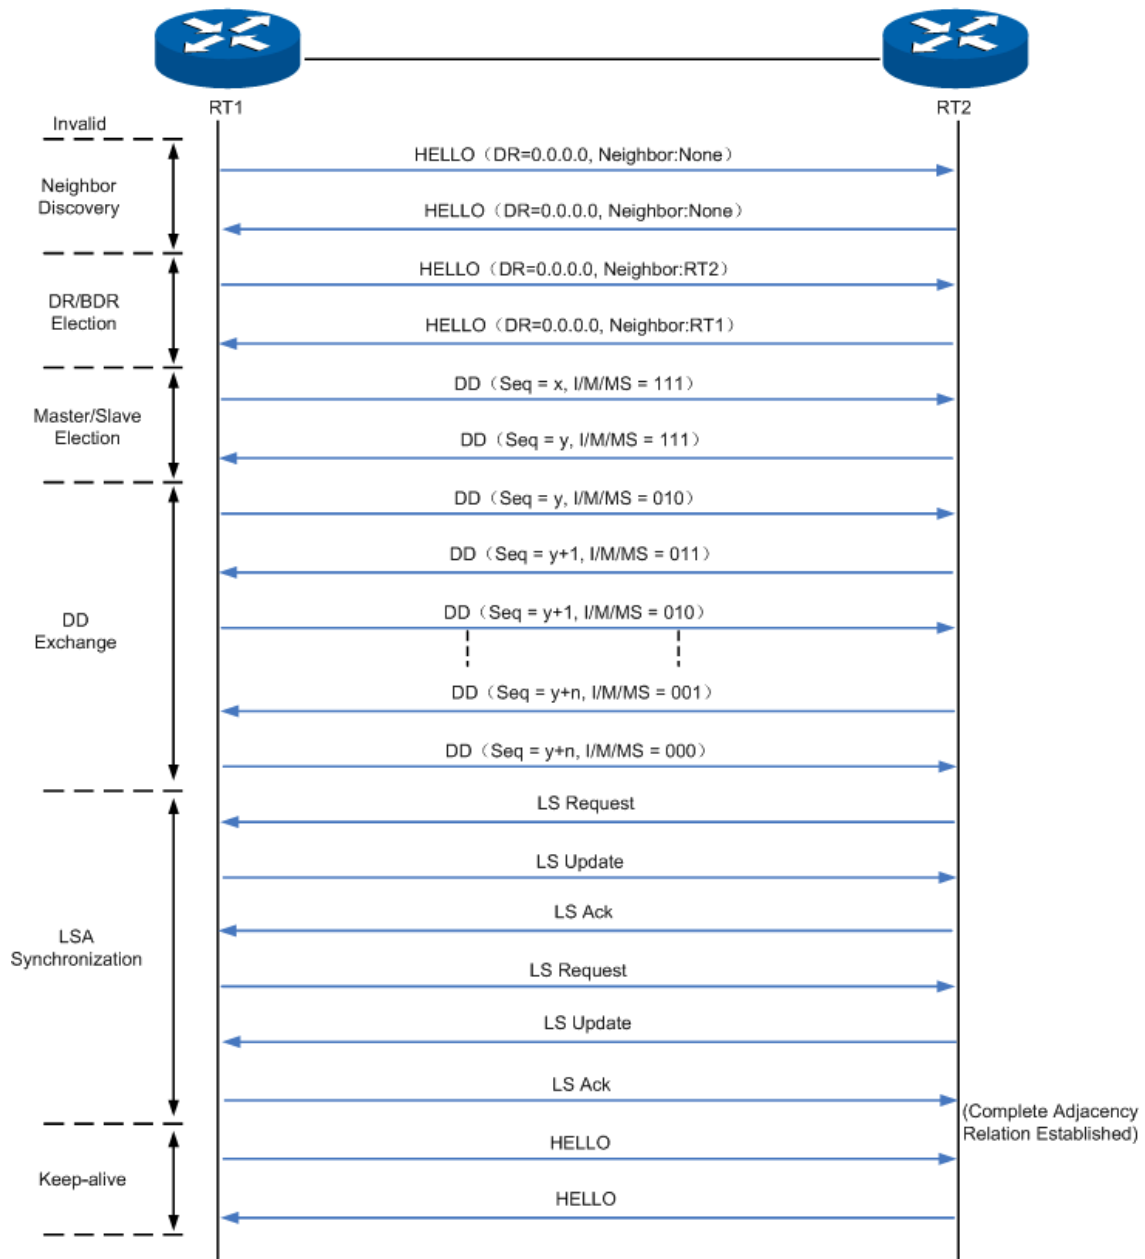 RT1
RT2
Invalid
HELLO（DR=0.0.0.0, Neighbor:None）
Neighbor
Discovery
HELLO（DR=0.0.0.0, Neighbor:None）
HELLO（DR=0.0.0.0, Neighbor:RT2）
DR/BDR
Election
HELLO（DR=0.0.0.0, Neighbor:RT1）
DD（Seq = x, I/M/MS = 111）
Master/Slave
Election
DD（Seq = y, I/M/MS = 111）
DD（Seq = y, I/M/MS = 010）
DD（Seq = y+1, I/M/MS = 011）
DD
Exchange
DD（Seq = y+1, I/M/MS = 010）
DD（Seq = y+n, I/M/MS = 001）
DD（Seq = y+n, I/M/MS = 000）
LS Request
LS Update
LS Ack
LSA
Synchronization
LS Request
LS Update
LS Ack
(Complete Adjacency
Relation Established)
HELLO
Keep-alive
HELLO